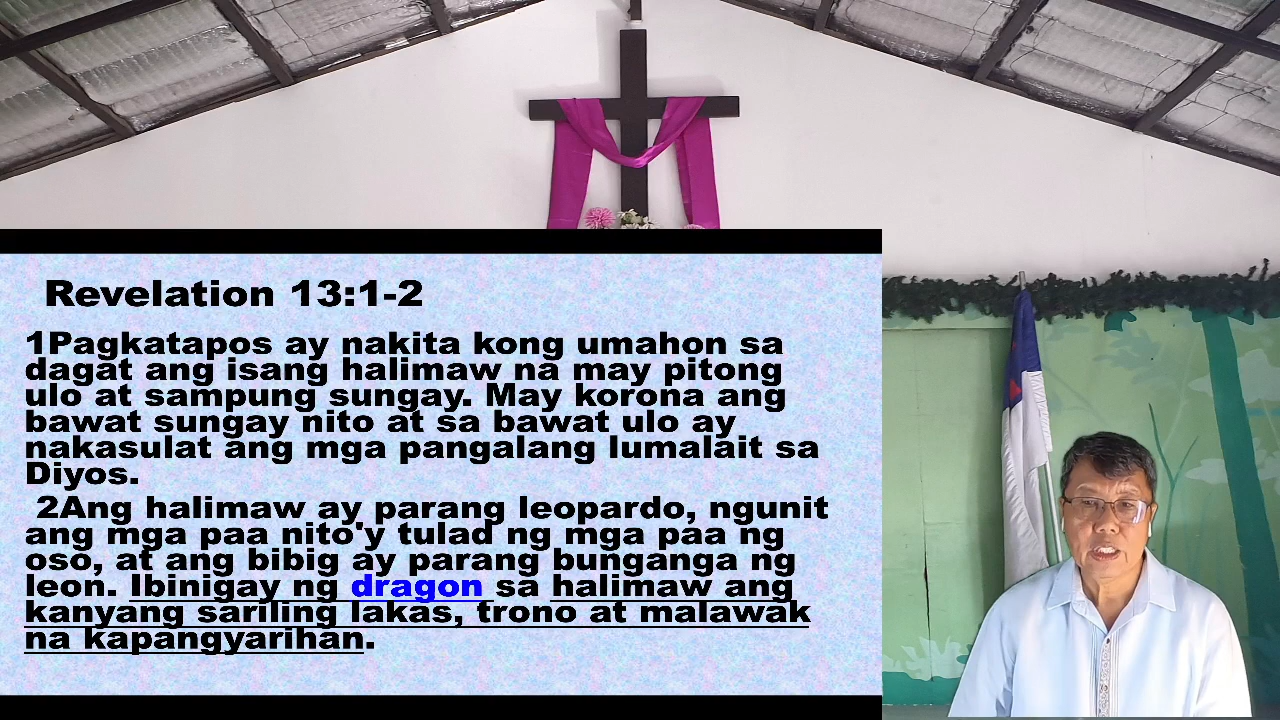 Revelation 13:1-2
1Pagkatapos ay nakita kong umahon sa
dagat ang isang halimaw na may pitong
ulo at sampung sungay. May korona ang
bawat sungay nito at sa bawat ulo ay
nakasulat ang mga pangalang lumalait sa
Diyos.
2Ang halimaw ay parang leopardo, ngunit
ang mga paa nito'y tulad ng mga paa ng
oso, at ang bibig ay parang bunganga ng
leon. Ibinigay ng dragon sa halimaw ang
kanyang sariling lakas, trono at malawak
na kapangyarihan.